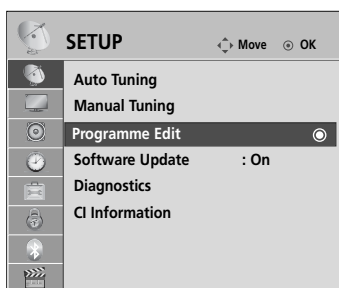 SETUP Move OK
Auto Tuning
Manual Tuning
Programme Edit
Software Update : On
Diagnostics
CI Information